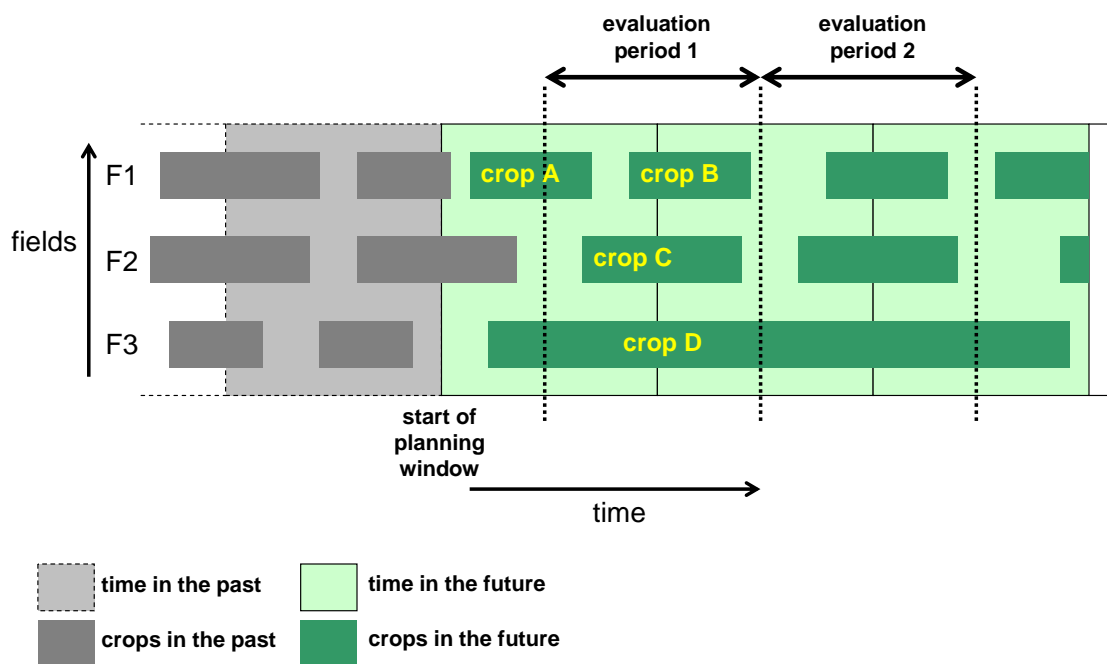 evaluation
period 1
evaluation
period 2
F1
crop A
crop B
fields
F2
crop C
F3
crop D
start of
planning
window
time
time in the past
time in the future
crops in the past
crops in the future